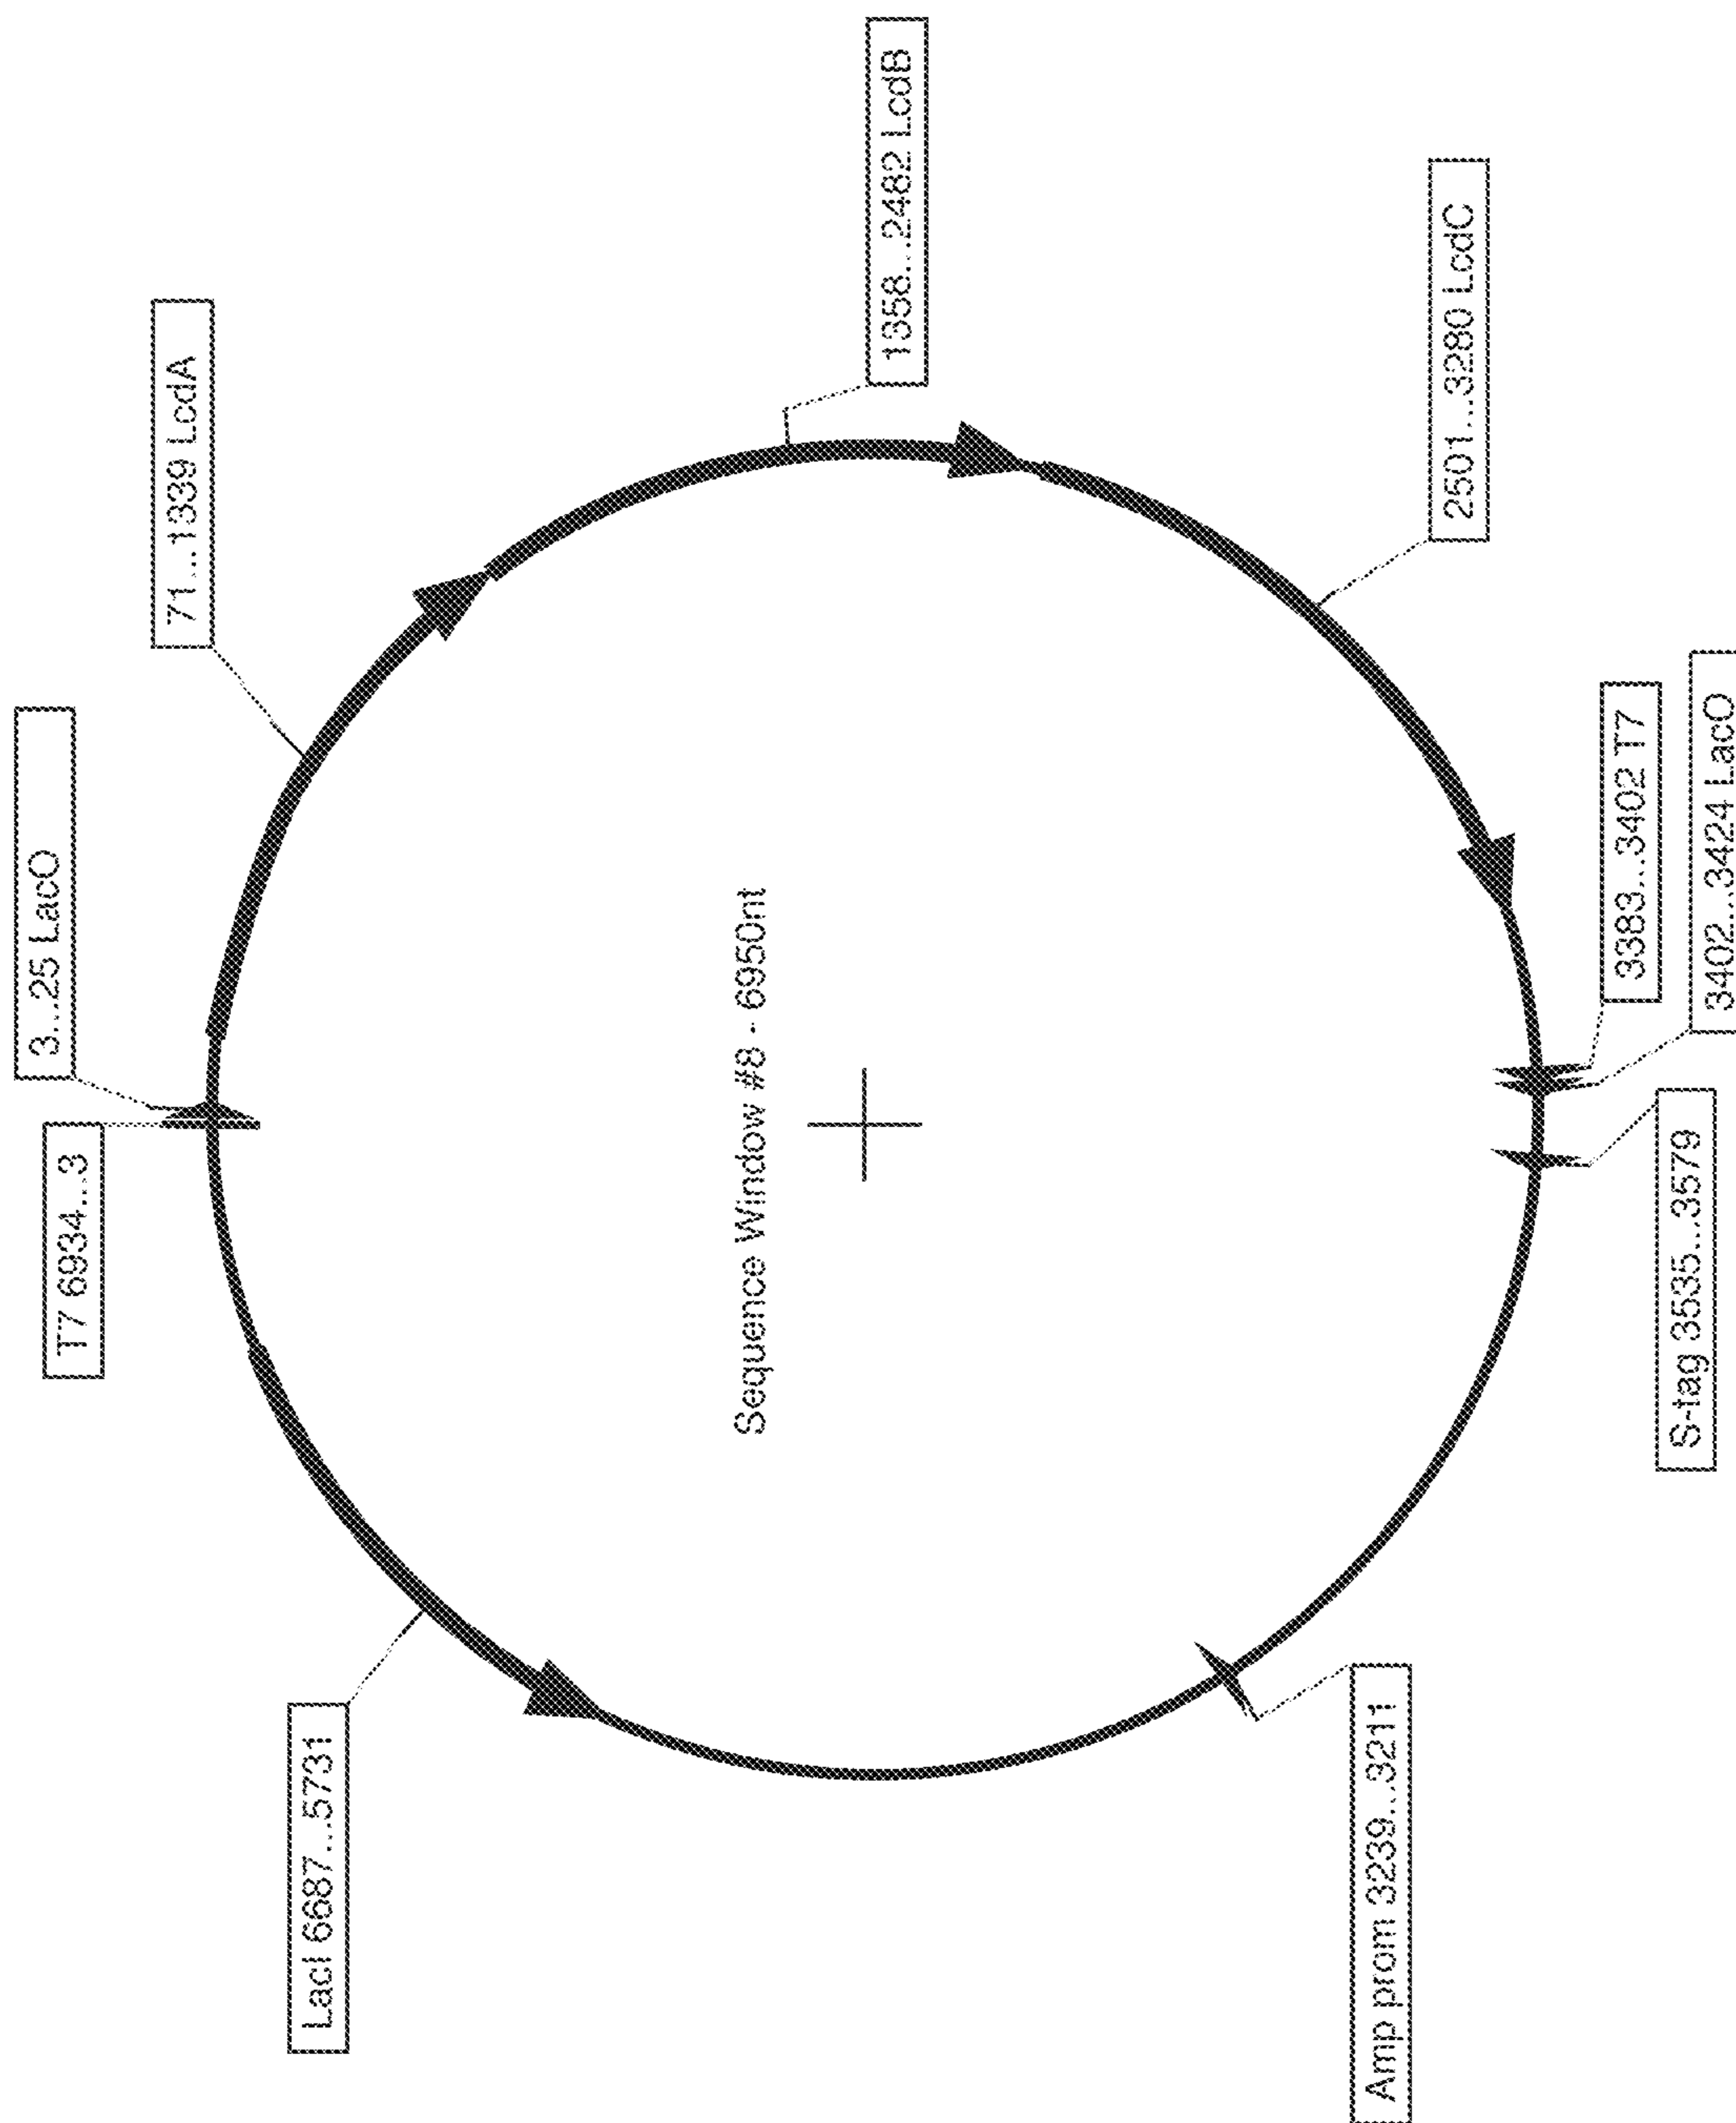 T7 6934...3
3...25 LacO
71...1339 LcdA
1358...2482 LcdB
2501...3280 LcdC
3383...3402 T7
3402...3424 LacO
S-tag 3535...3579
Amp prom 3239...3211
LacI 6687...5731
Sequence Window #8 - 6950nt